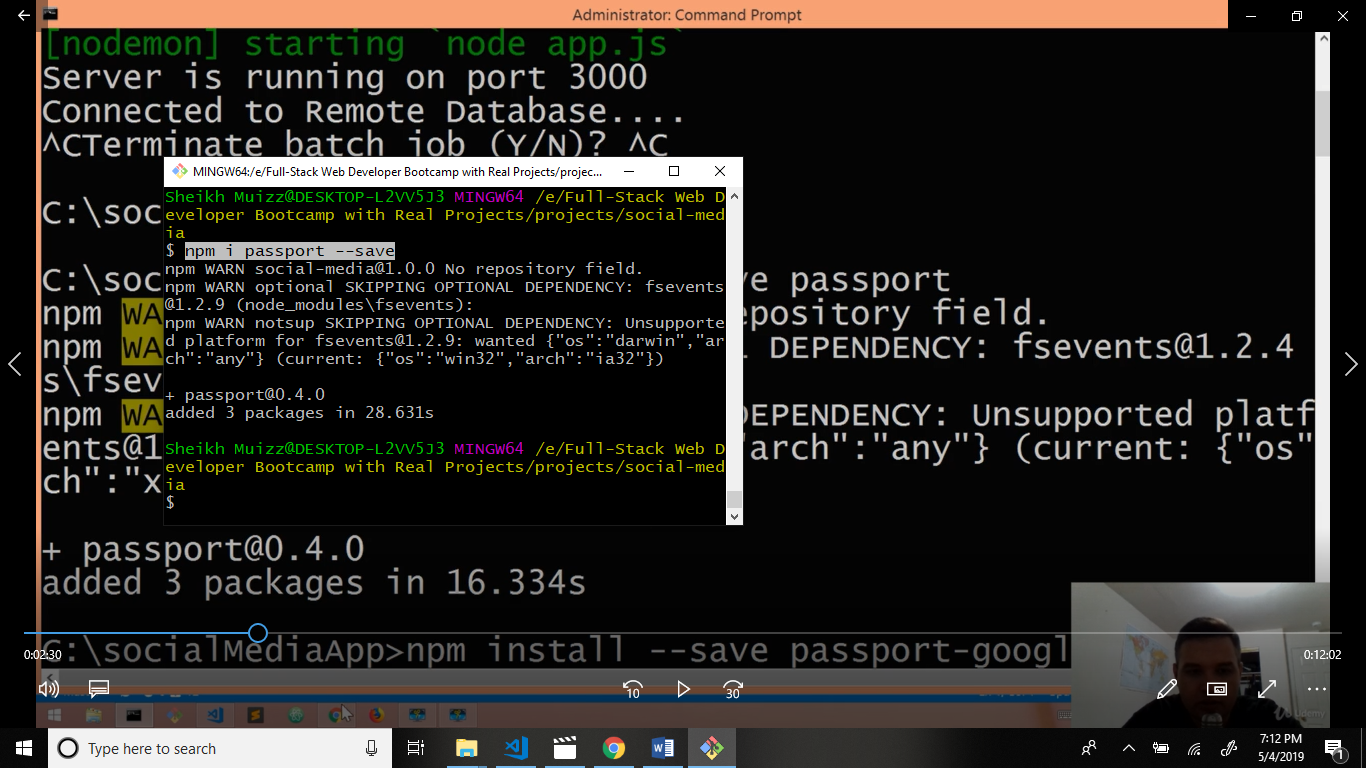 Administrator: Command Prompt
[nodemon] starting `node app.js`
Server is running on port 3000
Connected to Remote Database....
^CTerminate batch job (Y/N)? ^C
C:\soc
C:\soc
ve passport
npm WA
pository field.
npm WA
DEPENDENCY: fsevents@1.2.4
s\fsev
npm WA
DEPENDENCY: Unsupported platf
ents@1
arch":"any"} (current: {"os"
ch":"x
+ passport@0.4.0
added 3 packages in 16.334s
C:\socialMediaApp>npm install --save passport-googl
MINGW64:/e/Full-Stack Web Developer Bootcamp with Real Projects/projec...
Sheikh Muizz@DESKTOP-L2VV5J3 MINGW64 /e/Full-Stack Web D
eveloper Bootcamp with Real Projects/projects/social-med
ia
$ npm i passport --save
npm WARN social-media@1.0.0 No repository field.
npm WARN optional SKIPPING OPTIONAL DEPENDENCY: fsevents
@1.2.9 (node_modules\fsevents):
npm WARN notsup SKIPPING OPTIONAL DEPENDENCY: Unsupporte
d platform for fsevents@1.2.9: wanted {"os":"darwin","ar
ch":"any"} (current: {"os":"win32","arch":"ia32"})
+ passport@0.4.0
added 3 packages in 28.631s
Sheikh Muizz@DESKTOP-L2VV5J3 MINGW64 /e/Full-Stack Web D
eveloper Bootcamp with Real Projects/projects/social-med
ia
$
0:02:30
0:12:02
10
30
Udemy
Type here to search
7:12 PM
5/4/2019
1